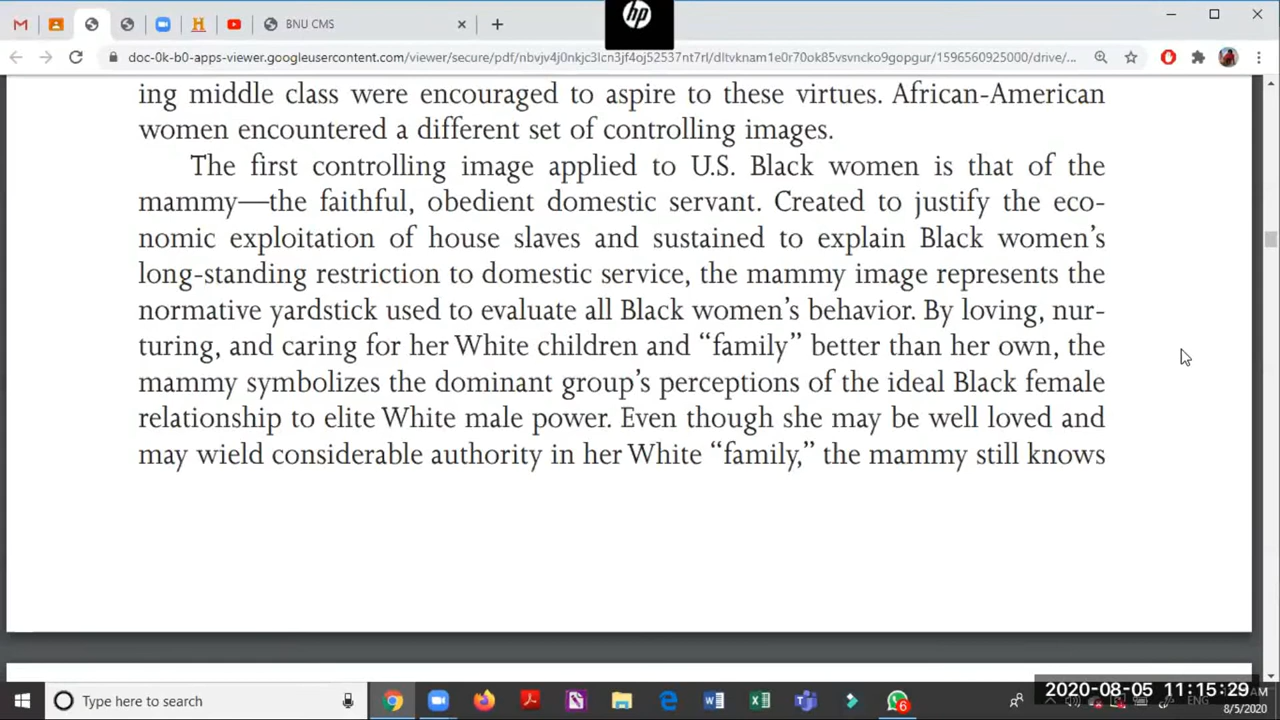 hp
BNU CMS
doc-0k-b0-apps-viewer.googleusercontent.com/viewer/secure/pdf/nbvjv4j0nkjc3lcn3jf4oj52537nt7rl/dltvknam1e0r70ok85vsvncko9gopgur/1596560925000/drive/...
ing middle class were encouraged to aspire to these virtues. African-American
women encountered a different set of controlling images.
The first controlling image applied to U.S. Black women is that of the
mammy—the faithful, obedient domestic servant. Created to justify the eco-
nomic exploitation of house slaves and sustained to explain Black women's
long-standing restriction to domestic service, the mammy image represents the
normative yardstick used to evaluate all Black women's behavior. By loving, nur-
turing, and caring for her White children and “family” better than her own, the
mammy symbolizes the dominant group's perceptions of the ideal Black female
relationship to elite White male power. Even though she may be well loved and
may wield considerable authority in her White “family,” the mammy still knows
Type here to search
6
2020-08-05 11:15:29
AM
ENG
8/5/2020